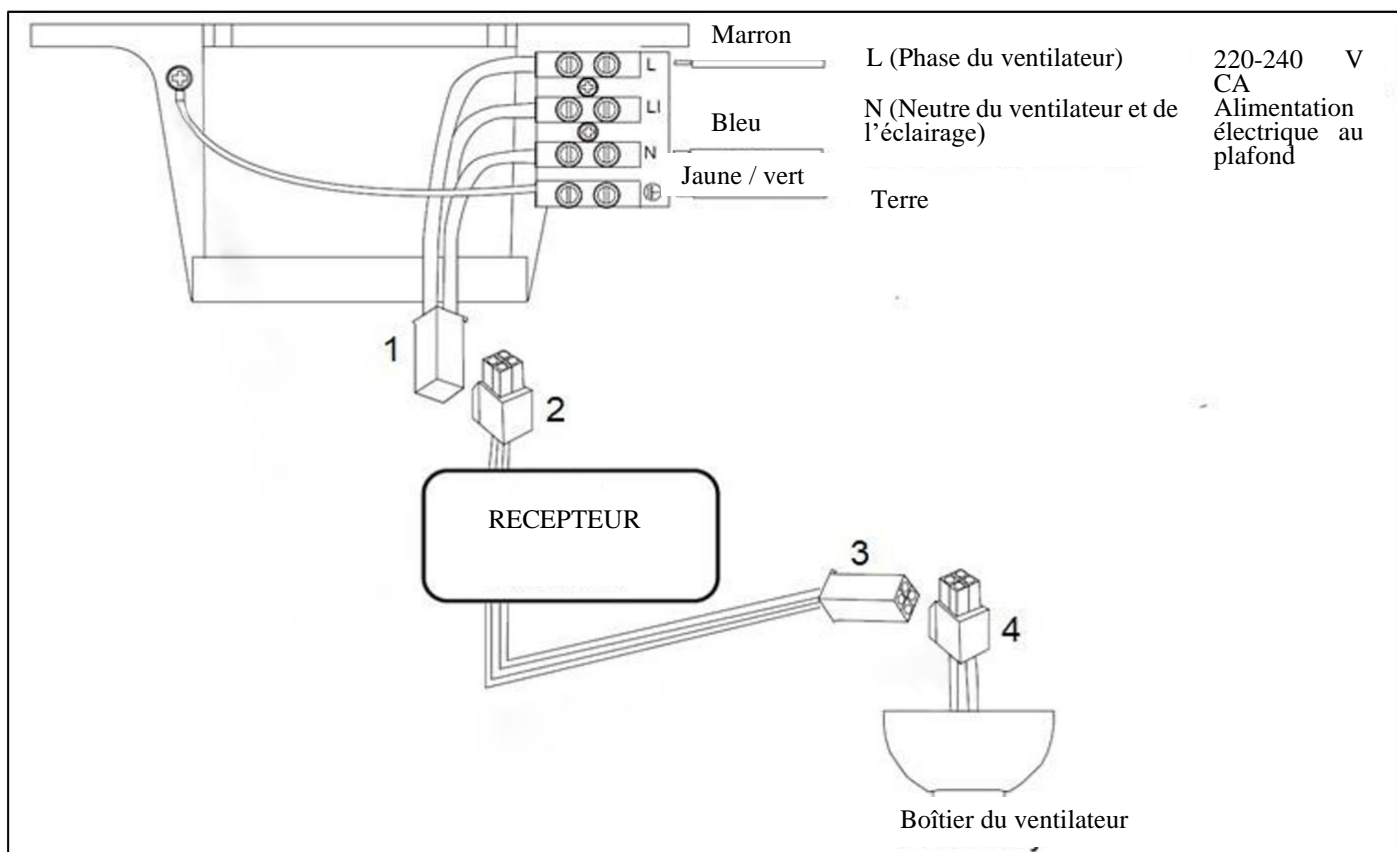 Marron
L
L (Phase du ventilateur)
220-240 V
CA
Alimentation
électrique au
plafond
LI
Bleu
N (Neutre du ventilateur et de
l'éclairage)
N
Jaune / vert
Terre
1
2
RECEPTEUR
3
4
Boîtier du ventilateur